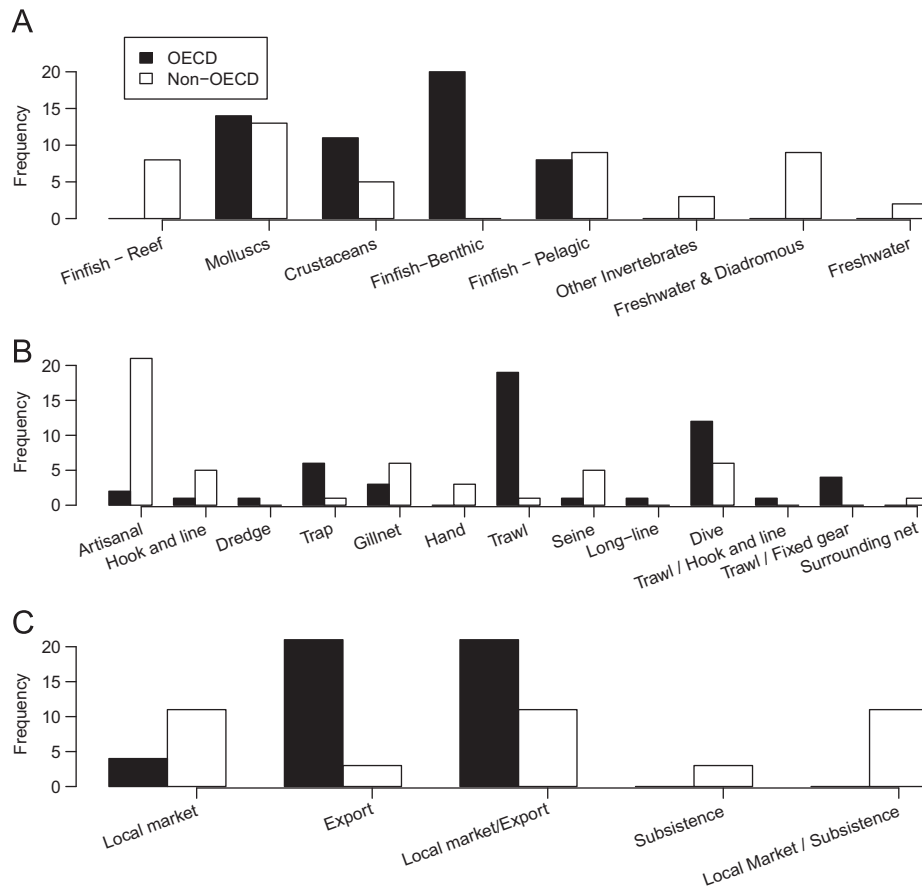 A
OECD
Non−OECD
Frequency
20
15
10
5
0
Finfish − Reef
Molluscs
Crustaceans
Finfish−Benthic
Finfish − Pelagic
Other Invertebrates
Freshwater & Diadromous
Freshwater
B
Frequency
20
15
10
5
0
Artisanal
Hook and line
Dredge
Trap
Gillnet
Hand
Trawl
Seine
Long−line
Dive
Trawl / Hook and line
Trawl / Fixed gear
Surrounding net
C
Frequency
20
15
10
5
0
Local market
Export
Local market/Export
Subsistence
Local Market / Subsistence